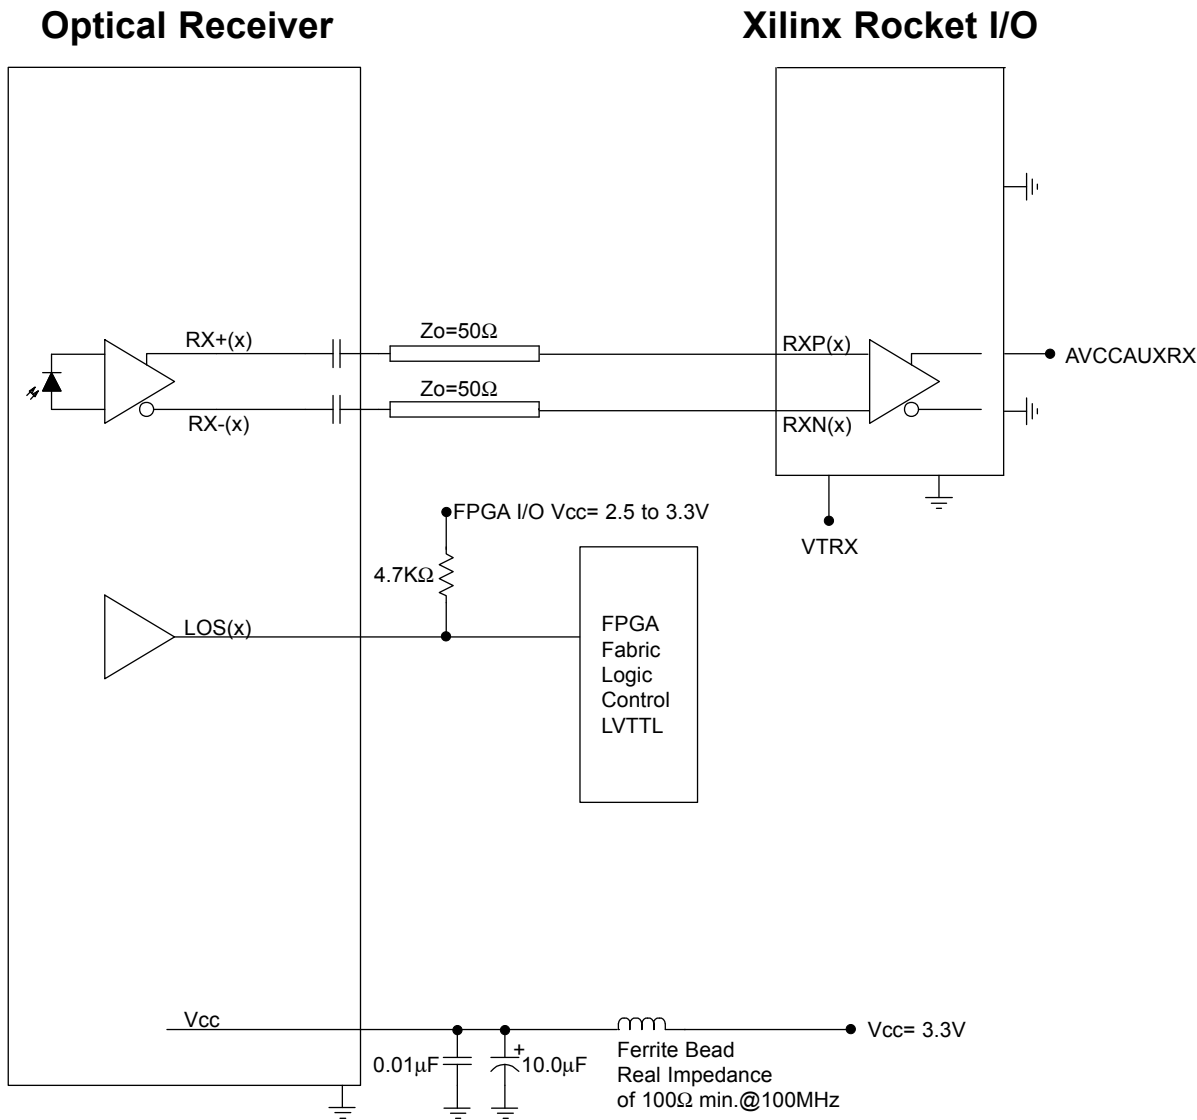 Optical Receiver
Xilinx Rocket I/O
RX+(x)
Zo=50Ω
RXP(x)
AVCCAUXRX
Zo=50Ω
RX-(x)
RXN(x)
VTRX
FPGA I/O Vcc= 2.5 to 3.3V
4.7KΩ
LOS(x)
FPGA
Fabric
Logic
Control
LVTTL
Vcc
Vcc= 3.3V
0.01μF
+
10.0μF
Ferrite Bead
Real Impedance
of 100Ω min.@100MHz